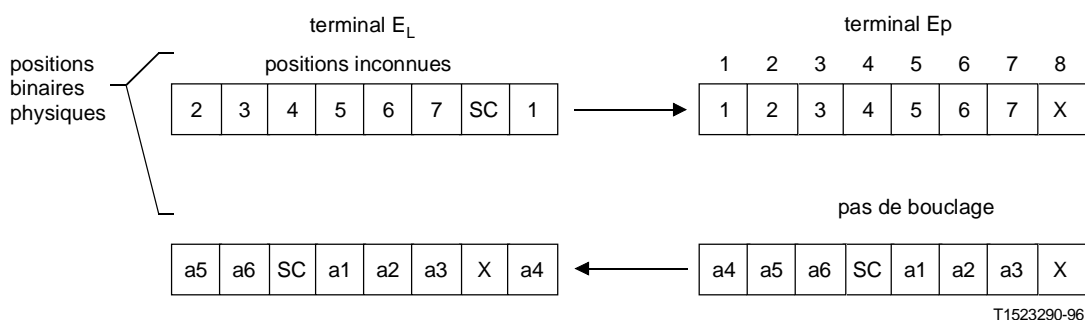 terminal EL
terminal Ep
positions
binaires
physiques
positions inconnues
1 2 3 4 5 6 7 8
2 3 4 5 6 7 SC 1
1 2 3 4 5 6 7 X
pas de bouclage
a5 a6 SC a1 a2 a3 X a4
a4 a5 a6 SC a1 a2 a3 X
T1523290-96